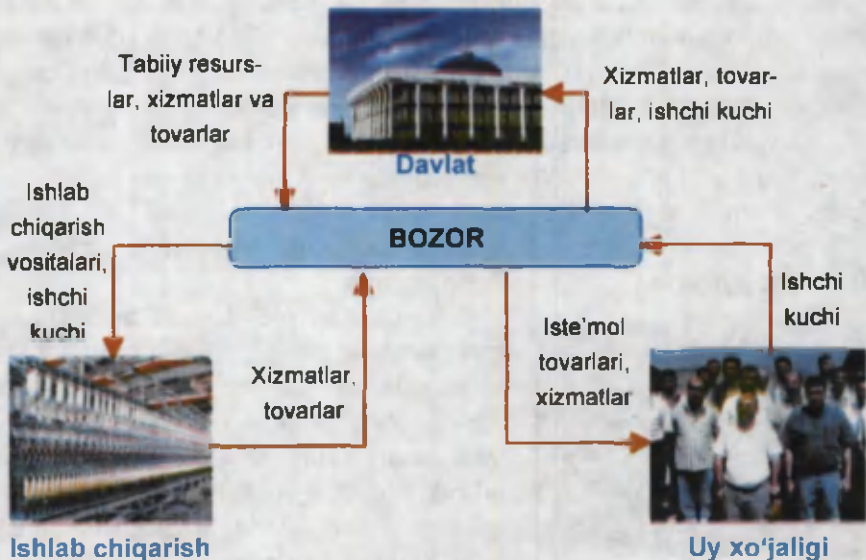 Tabiiy resurs-
lar, xizmatlar va
tovarlar
Xizmatlar, tovar-
lar, ishchi kuchi
Davlat
Ishlab
chiqarish
vositalari,
ishchi
kuchi
BOZOR
Ishchi
kuchi
Xizmatlar,
tovarlar
Iste’mol
tovarlari,
xizmatlar
Ishlab chiqarish
Uy xo‘jaligi